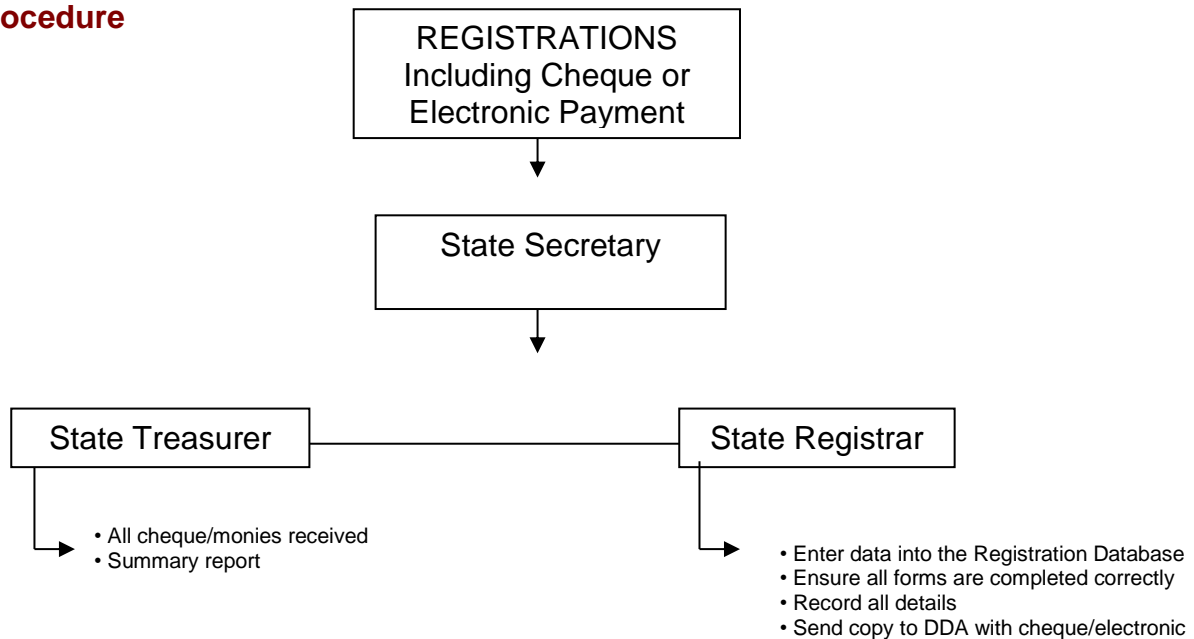 ocedure
REGISTRATIONS
Including Cheque or
Electronic Payment
State Secretary
State Treasurer
State Registrar
• All cheque/monies received
• Summary report
• Enter data into the Registration Database
• Ensure all forms are completed correctly
• Record all details
• Send copy to DDA with cheque/electronic